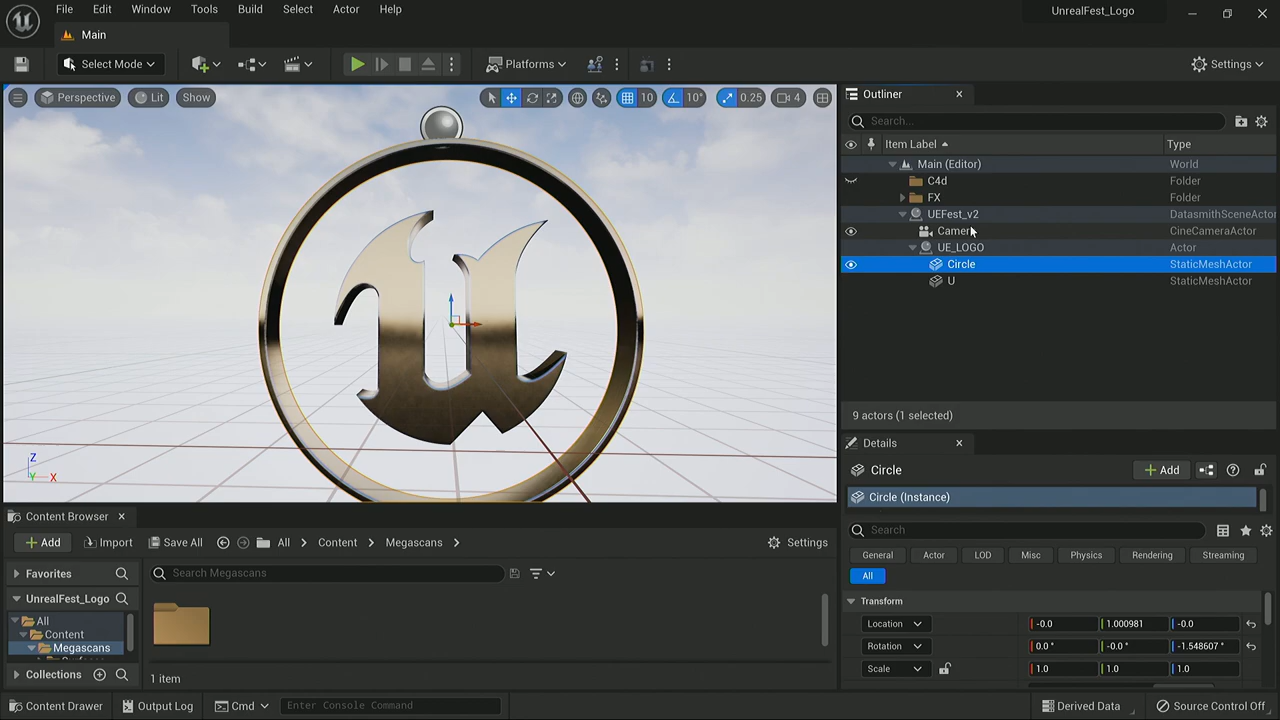 File Edit Window Tools Build Select Actor Help UnrealFest_Logo
Main
Select Mode Platforms Settings
Perspective Lit Show 10 10° 0.25 4
Outliner
Search...
Item Label Type
Main (Editor) World
C4d Folder
FX Folder
UEFest_v2 DatasmithSceneActor
Camera CineCameraActor
UE_LOGO Actor
Circle StaticMeshActor
U StaticMeshActor
9 actors (1 selected)
Z
Y X
Details
Circle Add
Circle (Instance)
Search
General Actor LOD Misc Physics Rendering Streaming
All
Transform
Location -0.0 1.000981 -0.0
Rotation 0.0° -0.0° -1.548607°
Scale 1.0 1.0 1.0
Content Browser
Add Import Save All All Content Megascans Settings
Favorites Search Megascans
UnrealFest_Logo
All
Content
Megascans
Collections 1 item
Content Drawer Output Log Cmd Enter Console Command Derived Data Source Control Off